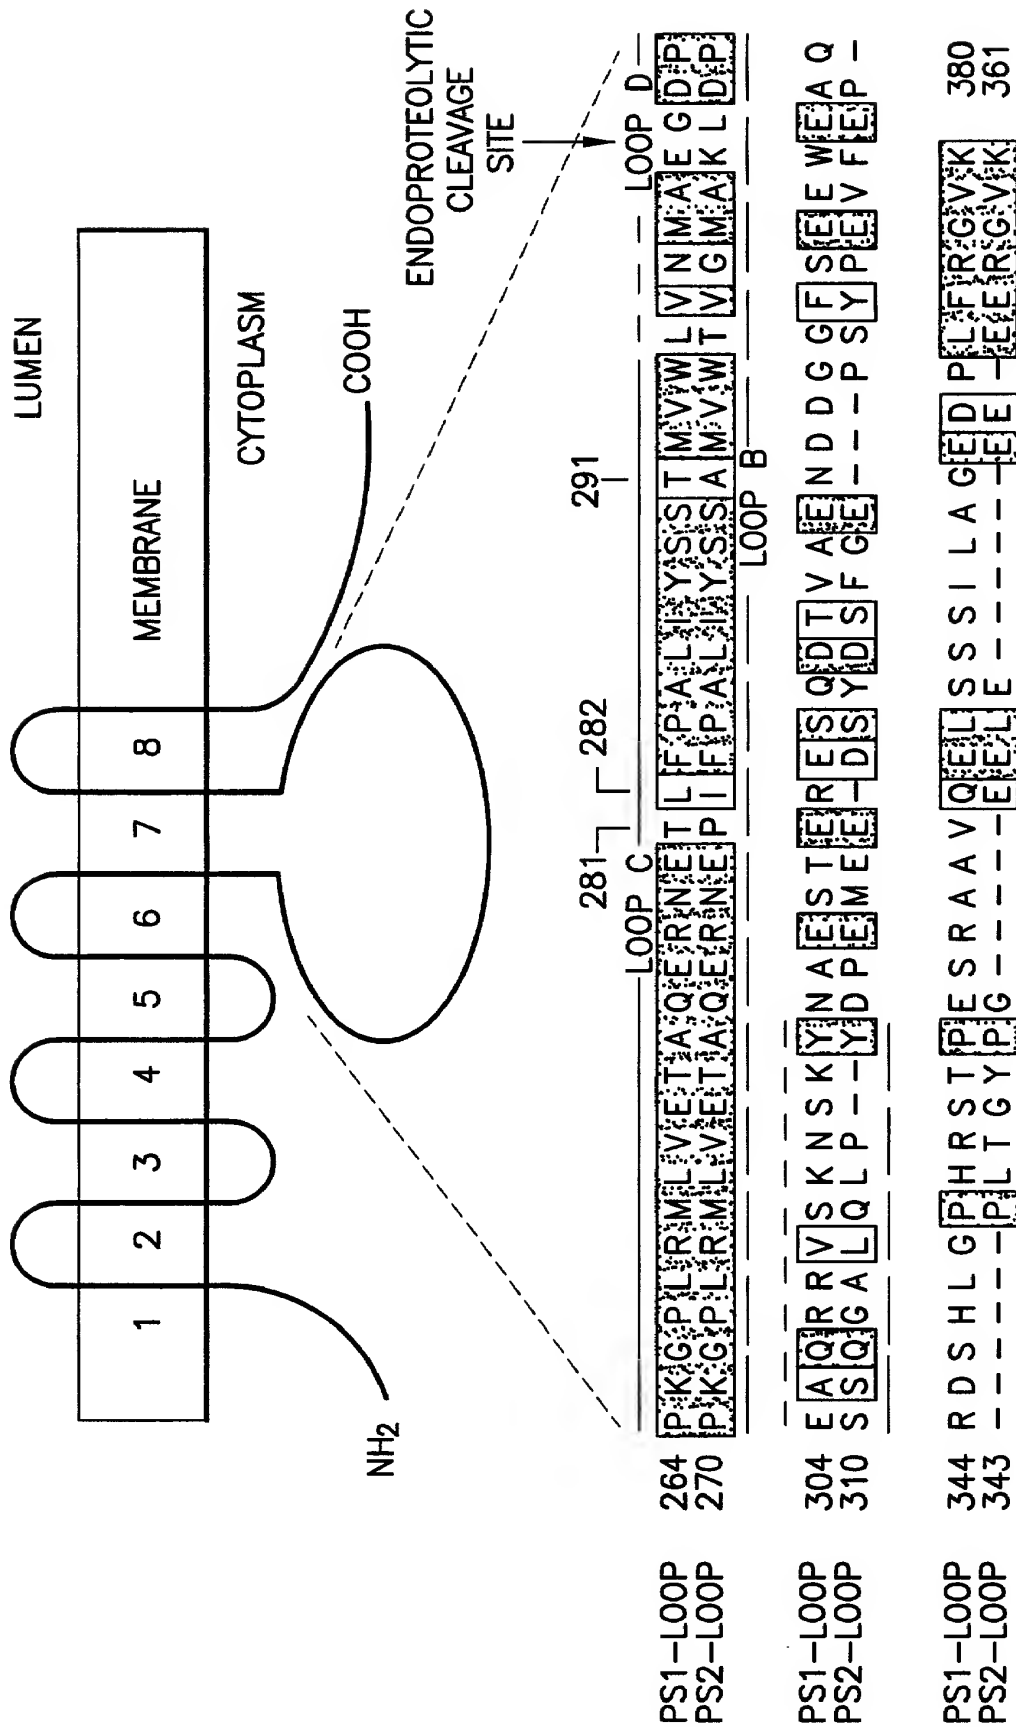 LUMEN
MEMBRANE
CYTOPLASM
1 2 3 4 5 6 7 8
NH2
COOH
ENDOPROTEOLYTIC
CLEAVAGE
SITE
281 282 291
LOOP C LOOP D
PS1-LOOP 264 P K G P L R M L V E T A Q E R N E T L F P A L I Y S S T M V W L V N M A E G D P
PS2-LOOP 270 P K G P L R M L V E T A Q E R N E P I F P A L I Y S S A M V W T V G M A K L D P
LOOP B
PS1-LOOP 304 E A Q R R V S K N S K Y N A E S T E R E S Q D T V A E N D D G G F S E E W E A Q
PS2-LOOP 310 S S Q G A L Q L P - - Y D P E M E E - D S Y D S F G E - - - P S Y P E V F E P -
PS1-LOOP 344 R D S H L G P H R S T P E S R A A V Q E L S S S I L A G E D P L F R G V K 380
PS2-LOOP 343 - - - - - - P L T G Y P G - - - - - E E L E - - - - - - E E - E E R G V K 361